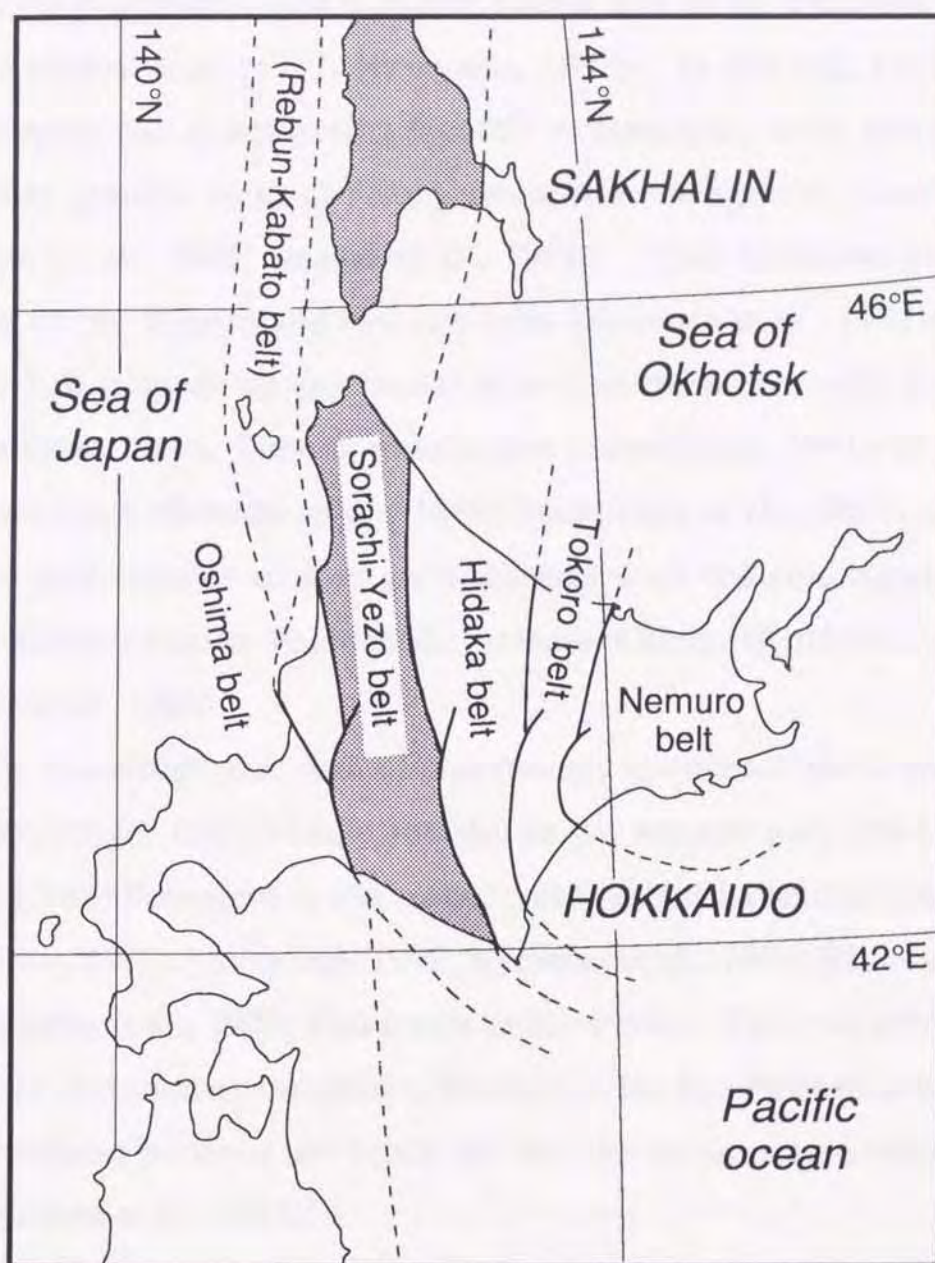 140°N
(Rebun-Kabato belt)
144°N
SAKHALIN
46°E
Sea of
Okhotsk
Sea of
Japan
Oshima belt
Sorachi-Yezo belt
Hidaka belt
Tokoro belt
Nemuro
belt
HOKKAIDO
42°E
Pacific
ocean